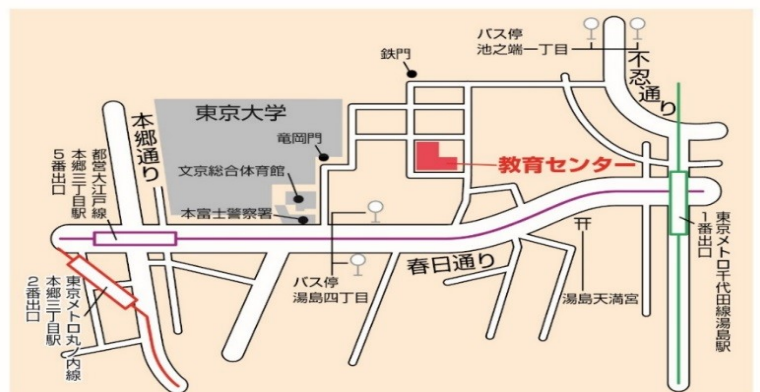 バス停
池之端一丁目
不忍通り
鉄門
東京大学
本郷通り
竜岡門
都営大江戸線
本郷三丁目駅
5番出口
文京総合体育館
教育センター
本富士警察署
東京メトロ千代田線湯島駅
1番出口
春日通り
バス停
湯島四丁目
湯島天満宮
東京メトロ丸ノ内線
本郷三丁目駅
2番出口